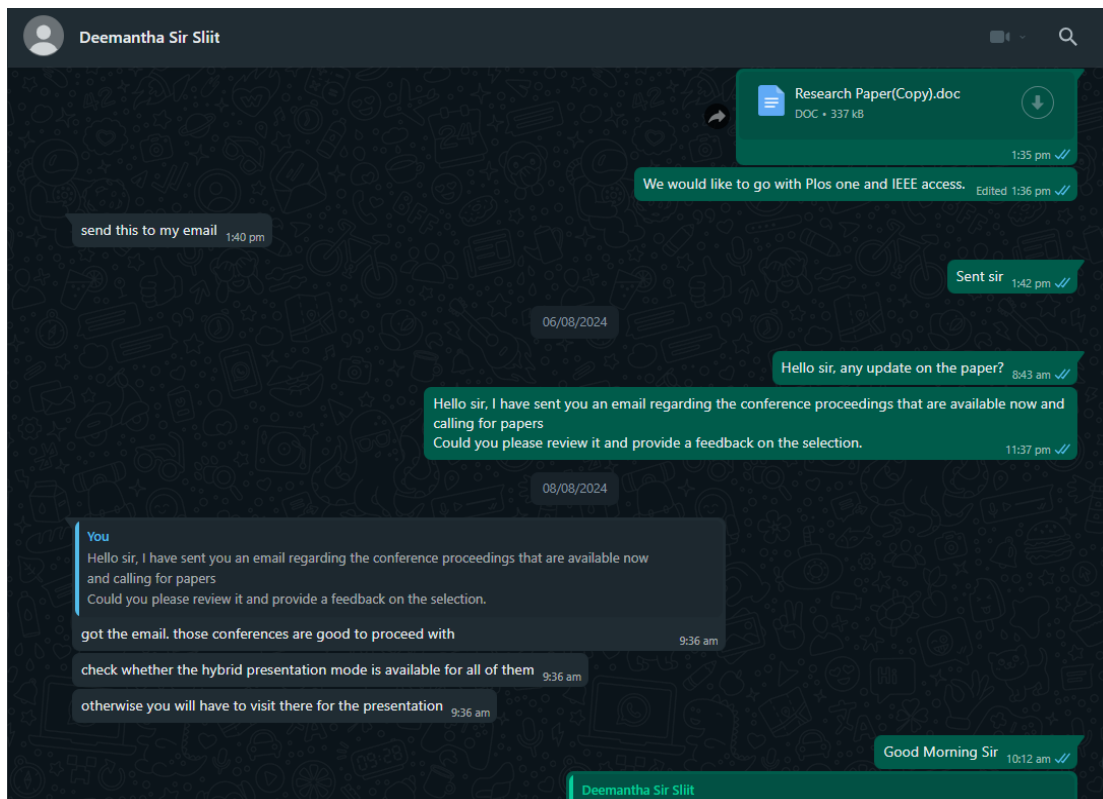 Deemantha Sir Sliit
Research Paper(Copy).doc
DOC • 337 kB
1:35 pm
We would like to go with Plos one and IEEE access. Edited 1:36 pm
send this to my email 1:40 pm
Sent sir 1:42 pm
06/08/2024
Hello sir, any update on the paper? 8:43 am
Hello sir, I have sent you an email regarding the conference proceedings that are available now and
calling for papers
Could you please review it and provide a feedback on the selection.
11:37 pm
08/08/2024
You
Hello sir, I have sent you an email regarding the conference proceedings that are available now
and calling for papers
Could you please review it and provide a feedback on the selection.
got the email. those conferences are good to proceed with 9:36 am
check whether the hybrid presentation mode is available for all of them 9:36 am
otherwise you will have to visit there for the presentation 9:36 am
Good Morning Sir 10:12 am
Deemantha Sir Sliit